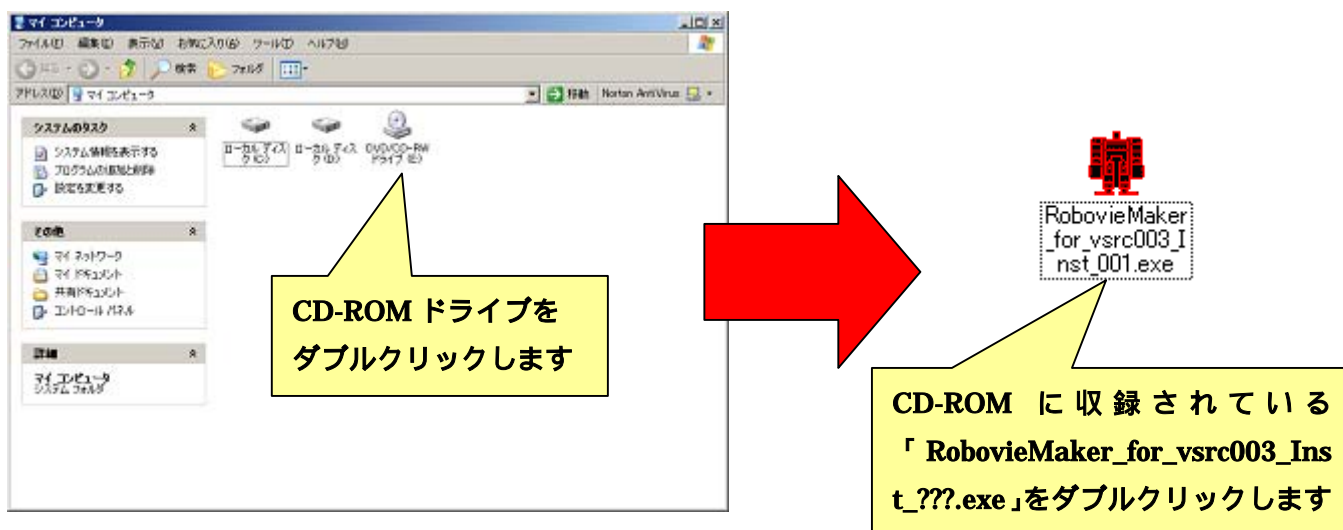 マイ コンピュータ
ファイル(F) 編集(E) 表示(V) お気に入り(A) ツール(T) ヘルプ(H)
検索 フォルダ
アドレス(D) マイ コンピュータ 移動 Norton AntiVirus
システムのタスク
システム情報を表示する
プログラムの追加と削除
設定を変更する
その他
マイ ネットワーク
マイ ドキュメント
共有ドキュメント
コントロール パネル
詳細
マイ コンピュータ
システム フォルダ
ローカル ディス
ク (C:)
ローカル ディス
ク (D:)
DVD/CD-RW
ドライブ (E:)
CD-ROM ドライブを
ダブルクリックします
RobovieMaker
_for_vsrc003_I
nst_001.exe
CD-ROM に収録されている
「RobovieMaker_for_vsrc003_Ins
t_???.exe」をダブルクリックします